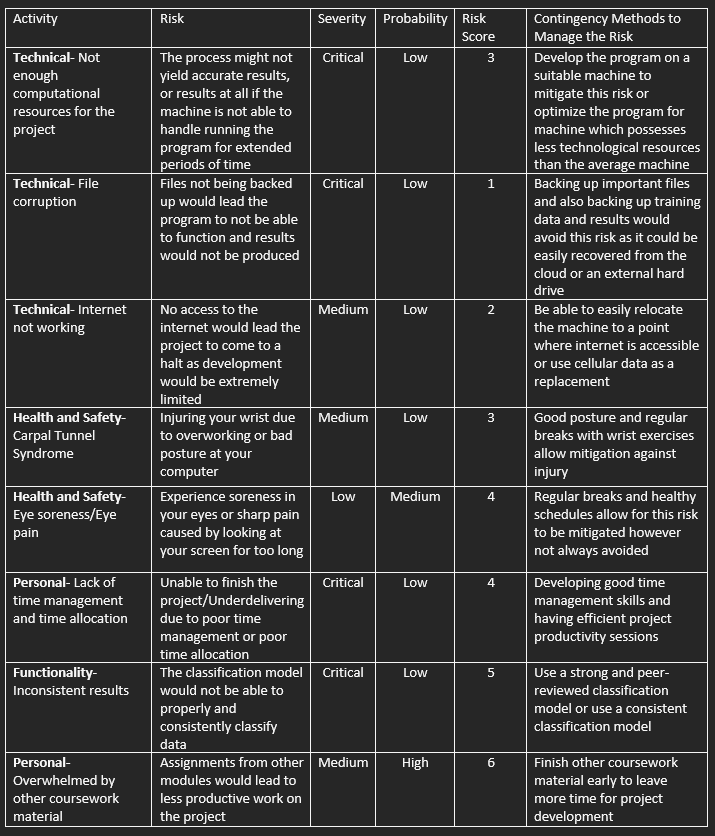 Activity
Risk
Severity
Probability
Risk
Score
Contingency Methods to
Manage the Risk
Technical- Not
enough
computational
resources for the
project
The process might not
yield accurate results,
or results at all if the
machine is not able to
handle running the
program for extended
periods of time
Critical
Low
3
Develop the program on a
suitable machine to
mitigate this risk or
optimize the program for
machine which possesses
less technological resources
than the average machine
Technical- File
corruption
Files not being backed
up would lead the
program to not be able
to function and results
would not be produced
Critical
Low
1
Backing up important files
and also backing up training
data and results would
avoid this risk as it could be
easily recovered from the
cloud or an external hard
drive
Technical- Internet
not working
No access to the
internet would lead the
project to come to a
halt as development
would be extremely
limited
Medium
Low
2
Be able to easily relocate
the machine to a point
where internet is accessible
or use cellular data as a
replacement
Health and Safety-
Carpal Tunnel
Syndrome
Injuring your wrist due
to overworking or bad
posture at your
computer
Medium
Low
3
Good posture and regular
breaks with wrist exercises
allow mitigation against
injury
Health and Safety-
Eye soreness/Eye
pain
Experience soreness in
your eyes or sharp pain
caused by looking at
your screen for too long
Low
Medium
4
Regular breaks and healthy
schedules allow for this risk
to be mitigated however
not always avoided
Personal- Lack of
time management
and time allocation
Unable to finish the
project/Underdelivering
due to poor time
management or poor
time allocation
Critical
Low
4
Developing good time
management skills and
having efficient project
productivity sessions
Functionality-
Inconsistent results
The classification model
would not be able to
properly and
consistently classify
data
Critical
Low
5
Use a strong and peer-
reviewed classification
model or use a consistent
classification model
Personal-
Overwhelmed by
other coursework
material
Assignments from other
modules would lead to
less productive work on
the project
Medium
High
6
Finish other coursework
material early to leave
more time for project
development